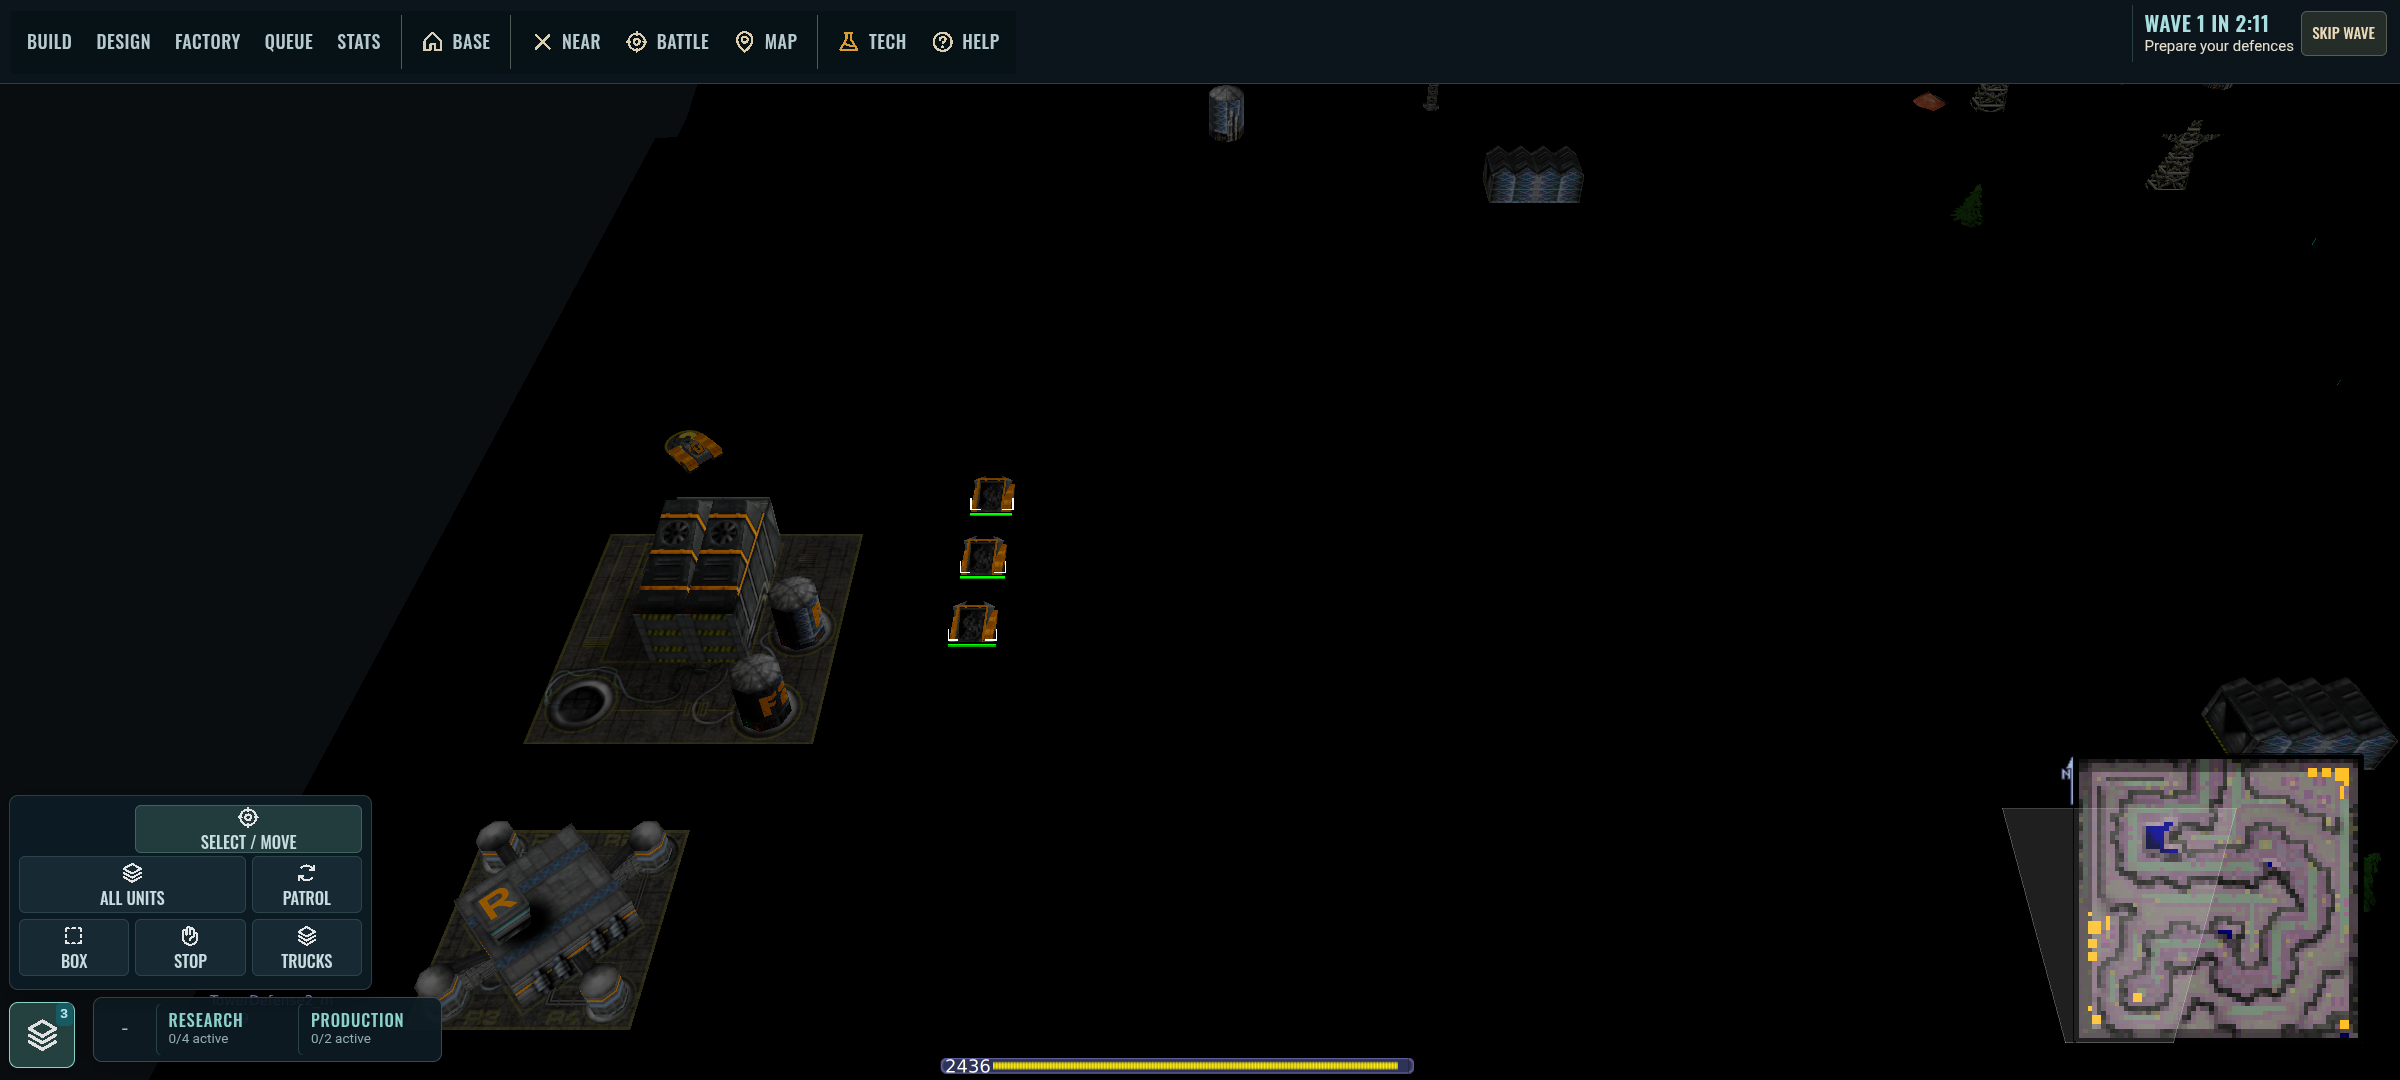 BUILD DESIGN FACTORY QUEUE STATS BASE NEAR BATTLE MAP TECH HELP
WAVE 1 IN 2:11
Prepare your defences
SKIP WAVE
R
N
SELECT / MOVE
ALL UNITS PATROL
BOX STOP TRUCKS
3
-
RESEARCH
0/4 active
PRODUCTION
0/2 active
2436